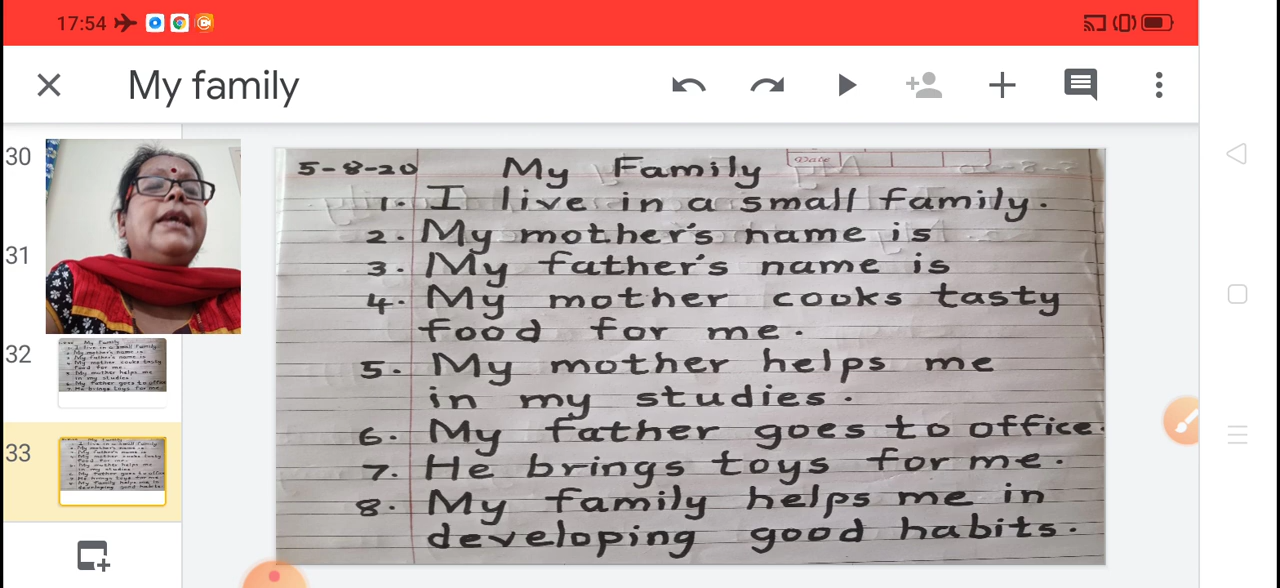 17:54
My family
30
31
32
33
5-8-20 My Family
Date
1. I live in a small family.
2. My mother's name is
3. My father's name is
4. My mother cooks tasty
food for me.
5. My mother helps me
in my studies.
6. My father goes to office.
7. He brings toys for me.
8. My family helps me in
developing good habits.